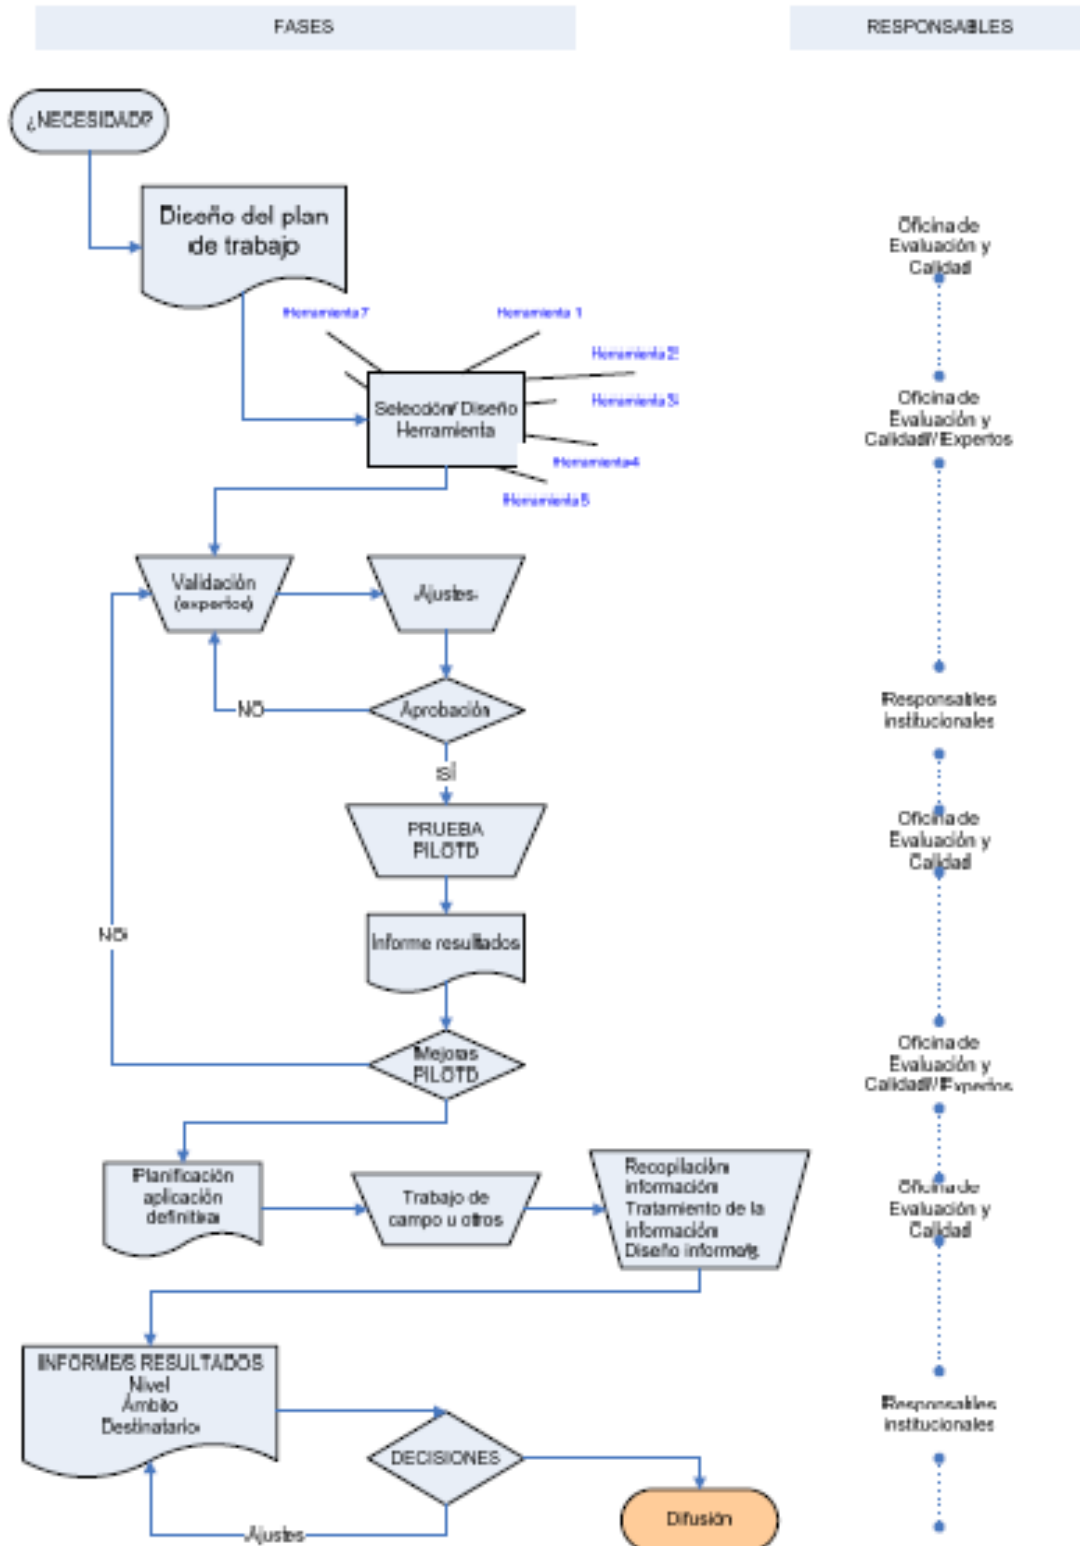 FASES
RESPONSABLES
¿NECESIDAD?
Diseño del plan
de trabajo
Oficina de
Evaluación y
Calidad
Herramienta 7
Herramienta 1
Herramienta 2
Herramienta 3
Herramienta 4
Herramienta 5
Selección/ Diseño
Herramienta
Oficina de
Evaluación y
Calidad/ Expertos
Validación
(expertos)
Ajustes
NO
Aprobación
Responsables
institucionales
SÍ
PRUEBA
PILOTO
Oficina de
Evaluación y
Calidad
NO
Informe resultados
Mejoras
PILOTO
Oficina de
Evaluación y
Calidad/ Expertos
Planificación
aplicación
definitiva
Trabajo de
campo u otros
Recopilación
información
Tratamiento de la
información
Diseño informe/s
Oficina de
Evaluación y
Calidad
INFORME/S RESULTADOS
Nivel
Ámbito
Destinatario
Responsables
institucionales
DECISIONES
Difusión
Ajustes